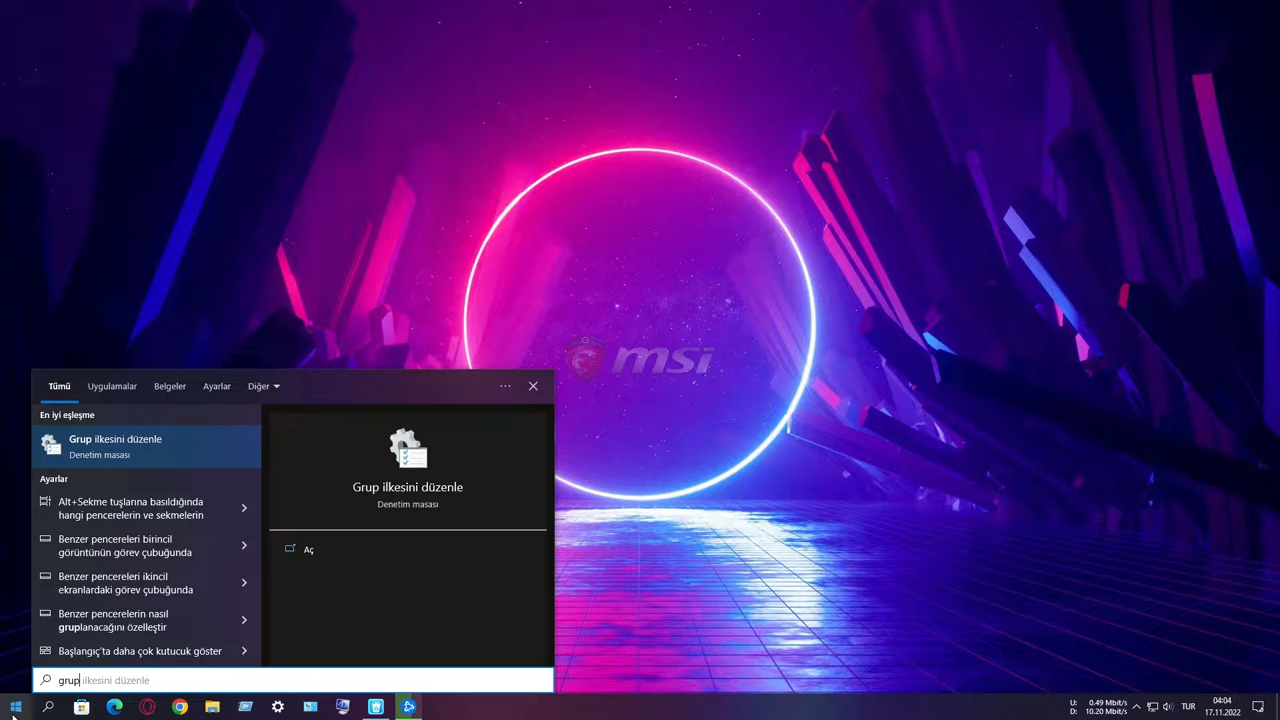 msi
Tümü Uygulamalar Belgeler Ayarlar Diğer
En iyi eşleşme
Grup ilkesini düzenle
Denetim masası
Ayarlar
Alt+Sekme tuşlarına basıldığında
hangi pencerelerin ve sekmelerin
Benzer pencereleri birincil
görüntünün görev çubuğunda
Benzer pencereleri ikincil
ekranlardaki görev çubuğunda
Benzer pencerelerin nasıl
gruplanacağını özelleştir
Başlangıç'ta daha çok kutucuk göster
Grup ilkesini düzenle
Denetim masası
Aç
grup ilkesini düzenle
U: 0.49 Mbit/s
D: 10.20 Mbit/s
TUR
04:04
17.11.2022